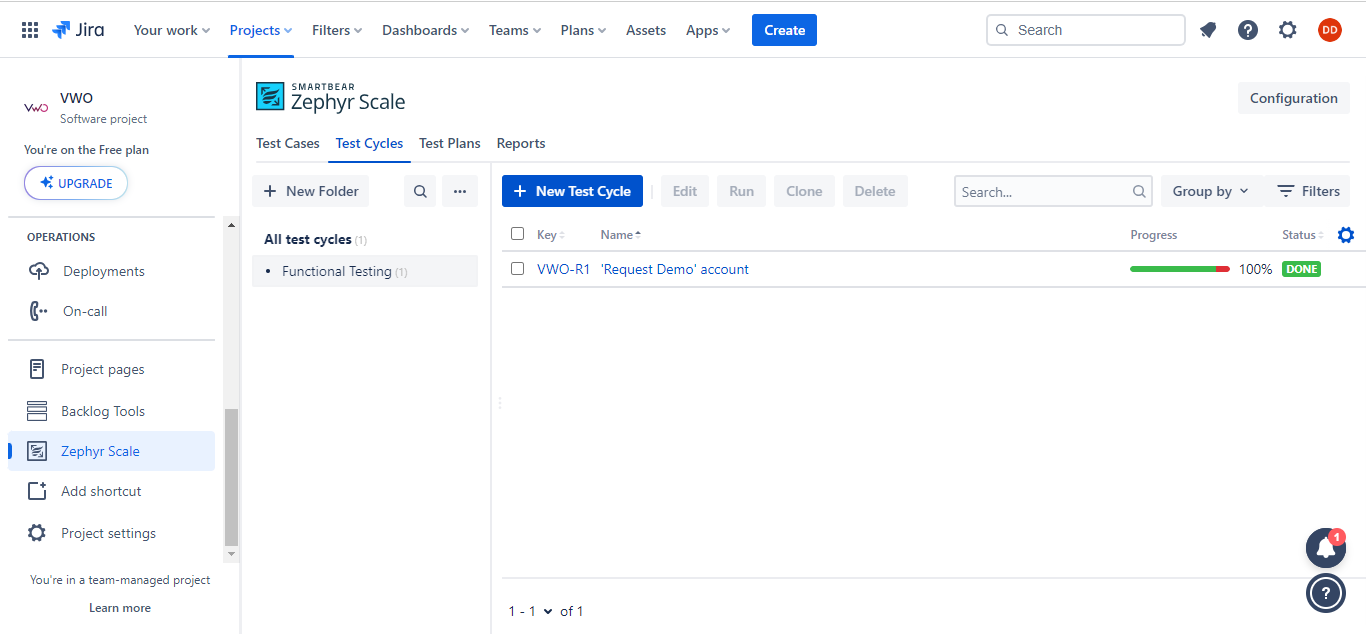 Jira Your work Projects Filters Dashboards Teams Plans Assets Apps Create Search DD
VWO VWO
Software project
You're on the Free plan
UPGRADE
OPERATIONS
Deployments
On-call
Project pages
Backlog Tools
Zephyr Scale
Add shortcut
Project settings
You're in a team-managed project
Learn more
SMARTBEAR
Zephyr Scale
Configuration
Test Cases Test Cycles Test Plans Reports
+ New Folder ...
All test cycles (1)
• Functional Testing (1)
+ New Test Cycle Edit Run Clone Delete Search... Group by Filters
Key Name Progress Status
VWO-R1 'Request Demo' account 100% DONE
1 - 1 of 1
1
?